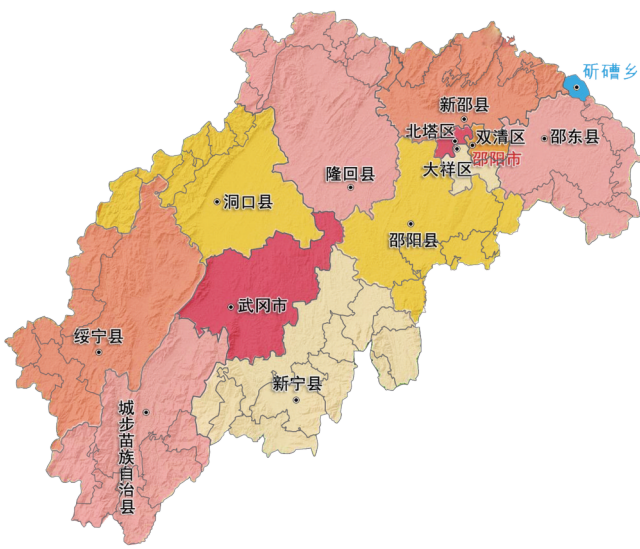 斫磳乡
新邵县
北塔区
双清区
邵东县
邵阳市
大祥区
隆回县
洞口县
邵阳县
武冈市
绥宁县
新宁县
城步苗族自治县